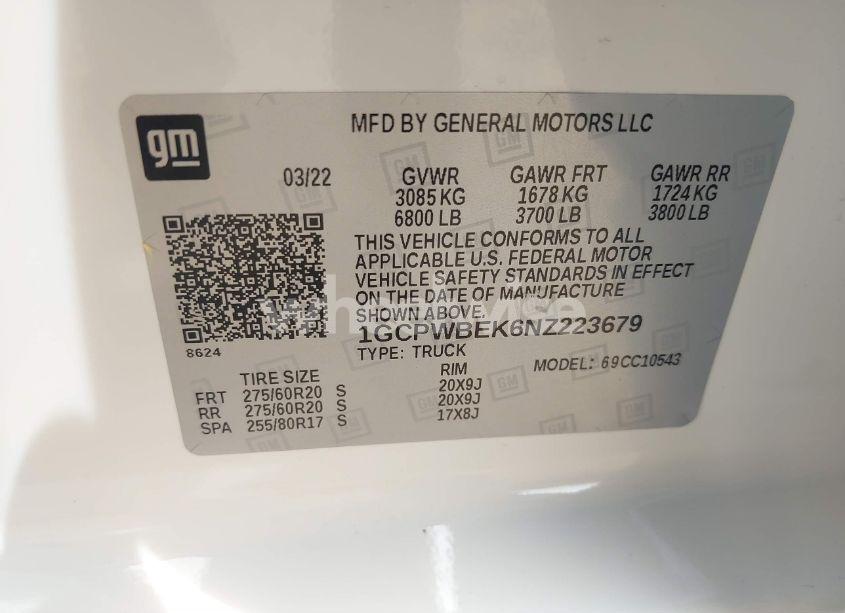 gm
MFD BY GENERAL MOTORS LLC
03/22 GVWR GAWR FRT GAWR RR
3085 KG 1678 KG 1724 KG
6800 LB 3700 LB 3800 LB
THIS VEHICLE CONFORMS TO ALL
APPLICABLE U.S. FEDERAL MOTOR
VEHICLE SAFETY STANDARDS IN EFFECT
ON THE DATE OF MANUFACTURE
SHOWN ABOVE.
1GCPWBEK6NZ223679
8624
TYPE: TRUCK
MODEL: 69CC10543
TIRE SIZE RIM
FRT 275/60R20 S 20X9J
RR 275/60R20 S 20X9J
SPA 255/80R17 S 17X8J